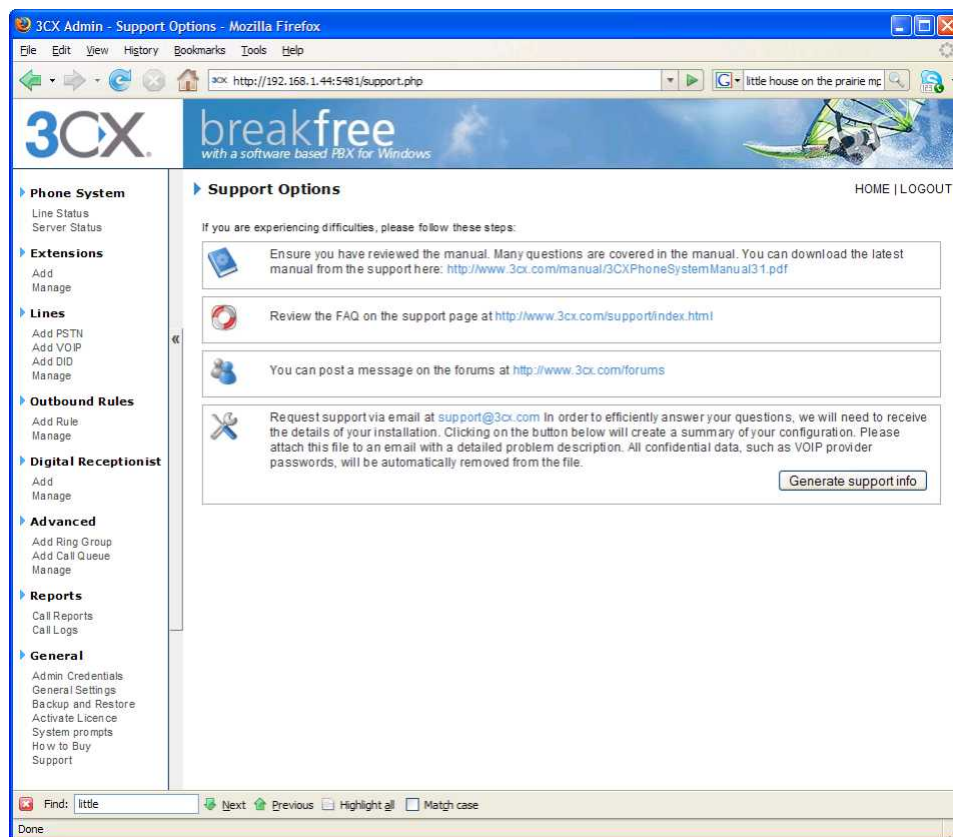 3CX Admin - Support Options - Mozilla Firefox
File Edit View History Bookmarks Tools Help
3CX http://192.168.1.44:5481/support.php
G little house on the prairie mp
3CX
breakfree
with a software based PBX for Windows
Phone System
Line Status
Server Status
Extensions
Add
Manage
Lines
Add PSTN
Add VOIP
Add DID
Manage
Outbound Rules
Add Rule
Manage
Digital Receptionist
Add
Manage
Advanced
Add Ring Group
Add Call Queue
Manage
Reports
Call Reports
Call Logs
General
Admin Credentials
General Settings
Backup and Restore
Activate Licence
System prompts
How to Buy
Support
«
Support Options
HOME | LOGOUT
If you are experiencing difficulties, please follow these steps:
Ensure you have reviewed the manual. Many questions are covered in the manual. You can download the latest
manual from the support here: http://www.3cx.com/manual/3CXPhoneSystemManual31.pdf
Review the FAQ on the support page at http://www.3cx.com/support/index.html
You can post a message on the forums at http://www.3cx.com/forums
Request support via email at support@3cx.com In order to efficiently answer your questions, we will need to receive
the details of your installation. Clicking on the button below will create a summary of your configuration. Please
attach this file to an email with a detailed problem description. All confidential data, such as VOIP provider
passwords, will be automatically removed from the file.
Generate support info
Find: little Next Previous Highlight all Match case
Done